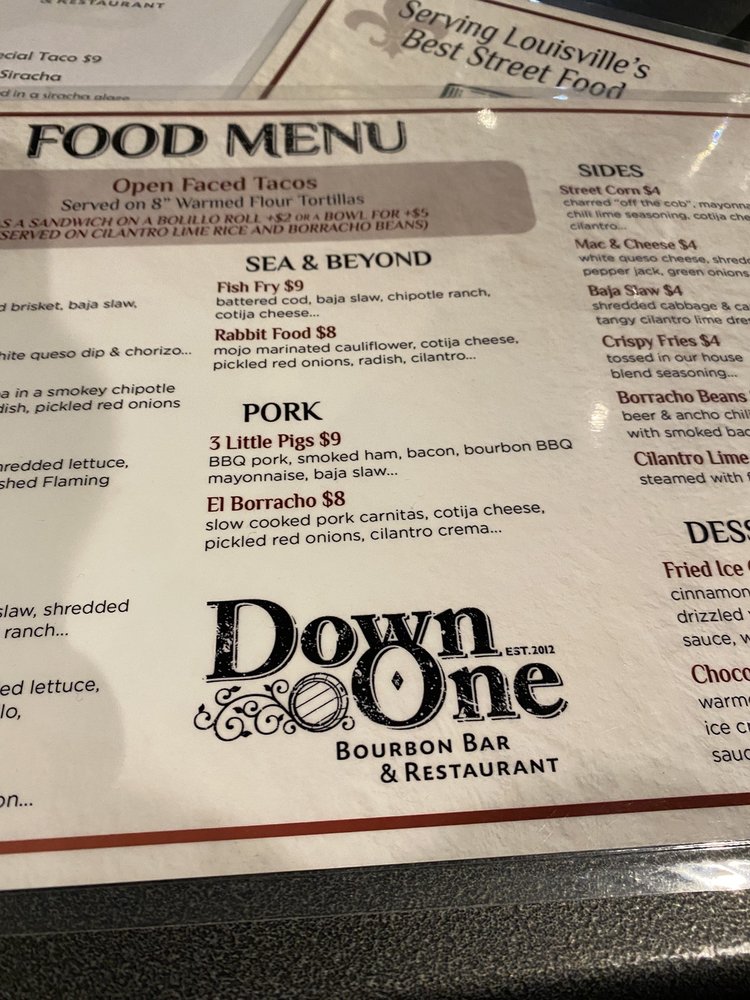 & RESTAURANT
ecial Taco $9
Siracha
d in a siracha glaze
Serving Louisville's
Best Street Food
FOOD MENU
Open Faced Tacos
Served on 8" Warmed Flour Tortillas
AS A SANDWICH ON A BOLILLO ROLL +$2 OR A BOWL FOR +$5
SERVED ON CILANTRO LIME RICE AND BORRACHO BEANS)
d brisket, baja slaw,
hite queso dip & chorizo...
a in a smokey chipotle
dish, pickled red onions
hredded lettuce,
shed Flaming
slaw, shredded
ranch...
ed lettuce,
lo,
on...
SEA & BEYOND
Fish Fry $9
battered cod, baja slaw, chipotle ranch,
cotija cheese...
Rabbit Food $8
mojo marinated cauliflower, cotija cheese,
pickled red onions, radish, cilantro...
PORK
3 Little Pigs $9
BBQ pork, smoked ham, bacon, bourbon BBQ
mayonnaise, baja slaw...
El Borracho $8
slow cooked pork carnitas, cotija cheese,
pickled red onions, cilantro crema...
Down
EST. 2012
One
BOURBON BAR
& RESTAURANT
SIDES
Street Corn $4
charred "off the cob", mayonna
chili lime seasoning, cotija che
cilantro...
Mac & Cheese $4
white queso cheese, shredd
pepper jack, green onions
Baja Slaw $4
shredded cabbage & ca
tangy cilantro lime dres
Crispy Fries $4
tossed in our house
blend seasoning...
Borracho Beans
beer & ancho chil
with smoked bac
Cilantro Lime
steamed with f
DESS
Fried Ice
cinnamon
drizzled
sauce, w
Choco
warme
ice cr
sauc